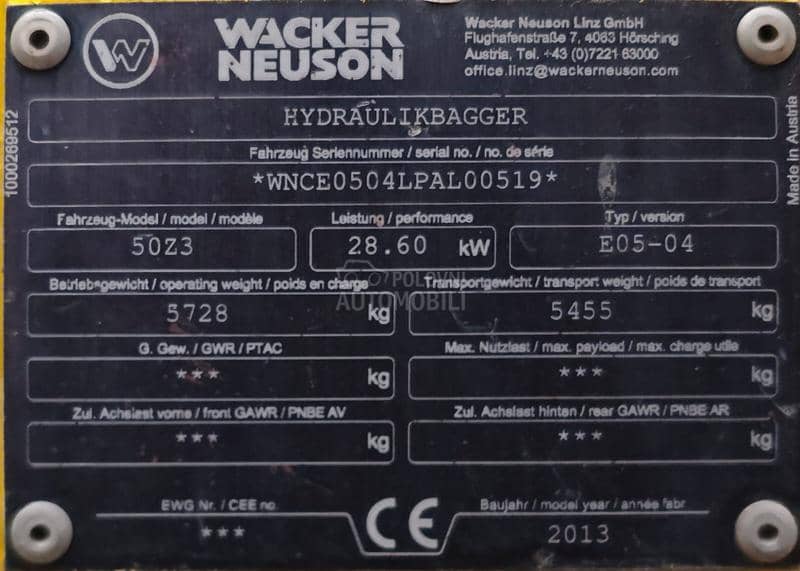 W
WACKER
NEUSON
Wacker Neuson Linz GmbH
Flughafenstraße 7, 4063 Hörsching
Austria, Tel. +43 (0)7221 63000
office.linz@wackerneuson.com
1000269512
Made in Austria
HYDRAULIKBAGGER
Fahrzeug Seriennummer / serial no. / no. de série
*WNCE0504LPAL00519*
Fahrzeug-Model / model / modèle
50Z3
Leistung / performance
28.60 kW
Typ / version
E05-04
Betriebsgewicht / operating weight / poids en charge
5728 kg
Transportgewicht / transport weight / poids de transport
5455 kg
POLOVNI
AUTOMOBILI
G. Gew. / GWR / PTAC
*** kg
Max. Nutzlast / max. payload / max. charge utile
*** kg
Zul. Achslast vorne / front GAWR / PNBE AV
*** kg
Zul. Achslast hinten / rear GAWR / PNBE AR
*** kg
EWG Nr. / CEE no.
***
CE
Baujahr / model year / année fabr
2013